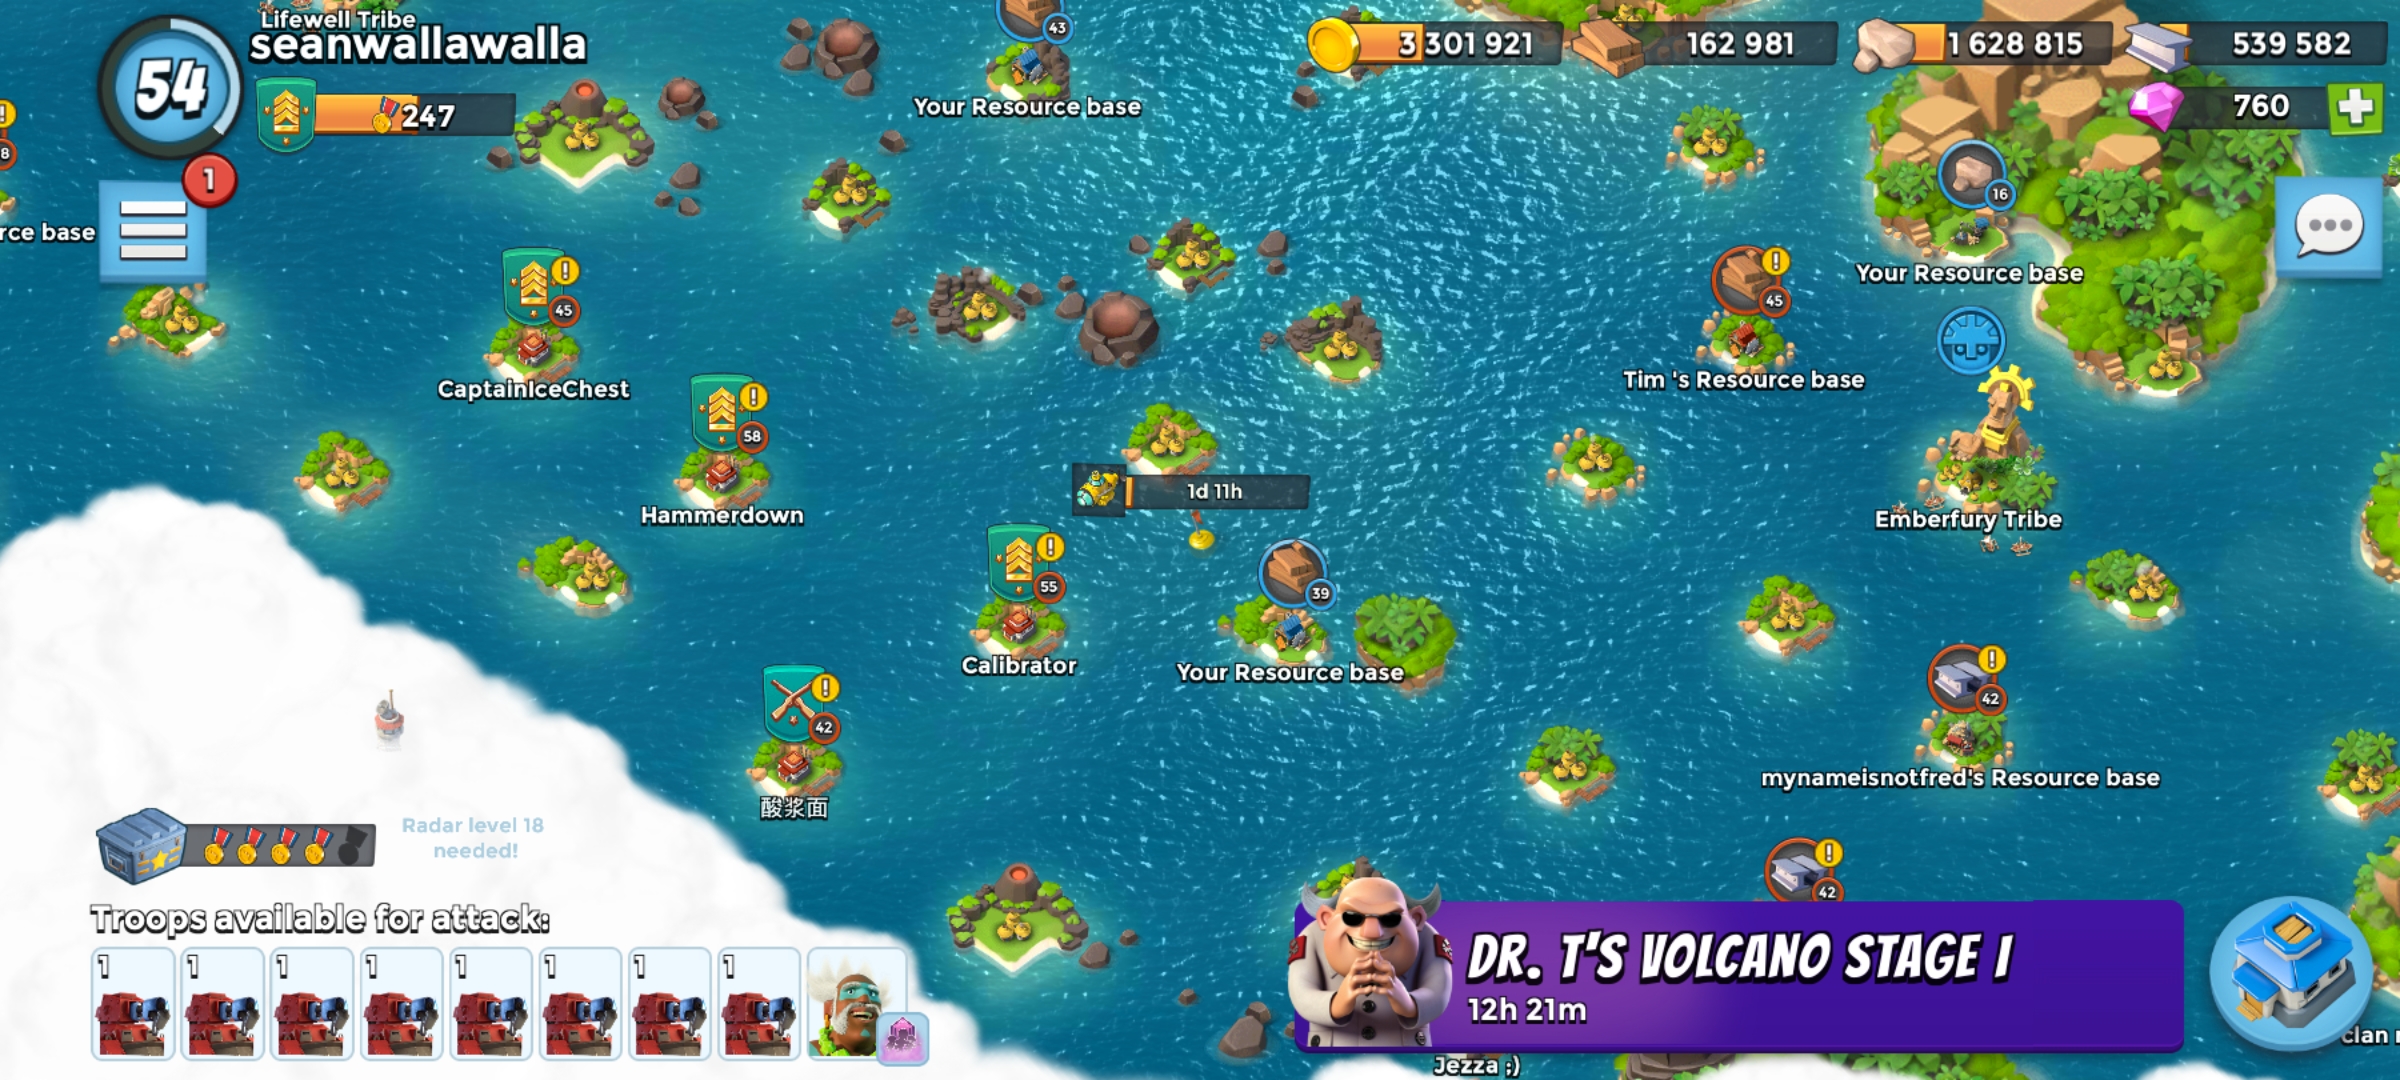 Lifewell Tribe
54
seanwallawalla
247
1
43
Your Resource base
3 301 921
162 981
1 628 815
539 582
760
8
rce base
16
Your Resource base
45
CaptainIceChest
45
Tim 's Resource base
58
Hammerdown
1d 11h
Emberfury Tribe
55
Calibrator
39
Your Resource base
42
酸浆面
42
mynameisnotfred's Resource base
Radar level 18
needed!
42
Troops available for attack:
1 1 1 1 1 1 1 1
DR. T'S VOLCANO STAGE I
12h 21m
clan
Jezza ;)